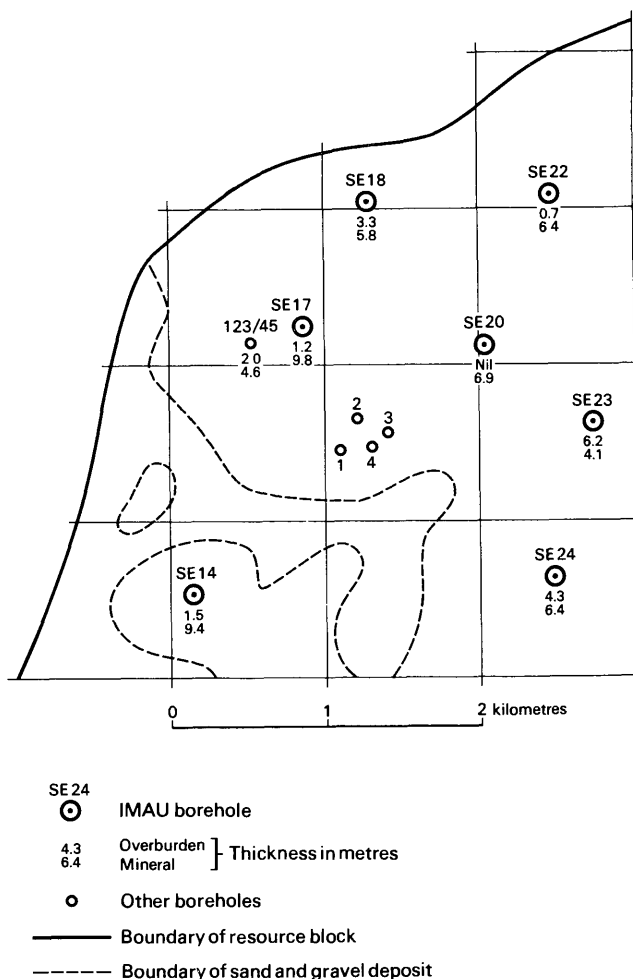 SE18
3.3
5.8
SE22
0.7
6 4
SE17
1.2
9.8
123/45
2 0
4.6
SE20
Nil
6.9
2
3
1
4
SE23
6.2
4.1
SE14
1.5
9.4
SE24
4.3
6.4
0 1 2 kilometres
SE24
IMAU borehole
4.3 Overburden
6.4 Mineral
Thickness in metres
Other boreholes
Boundary of resource block
Boundary of sand and gravel deposit